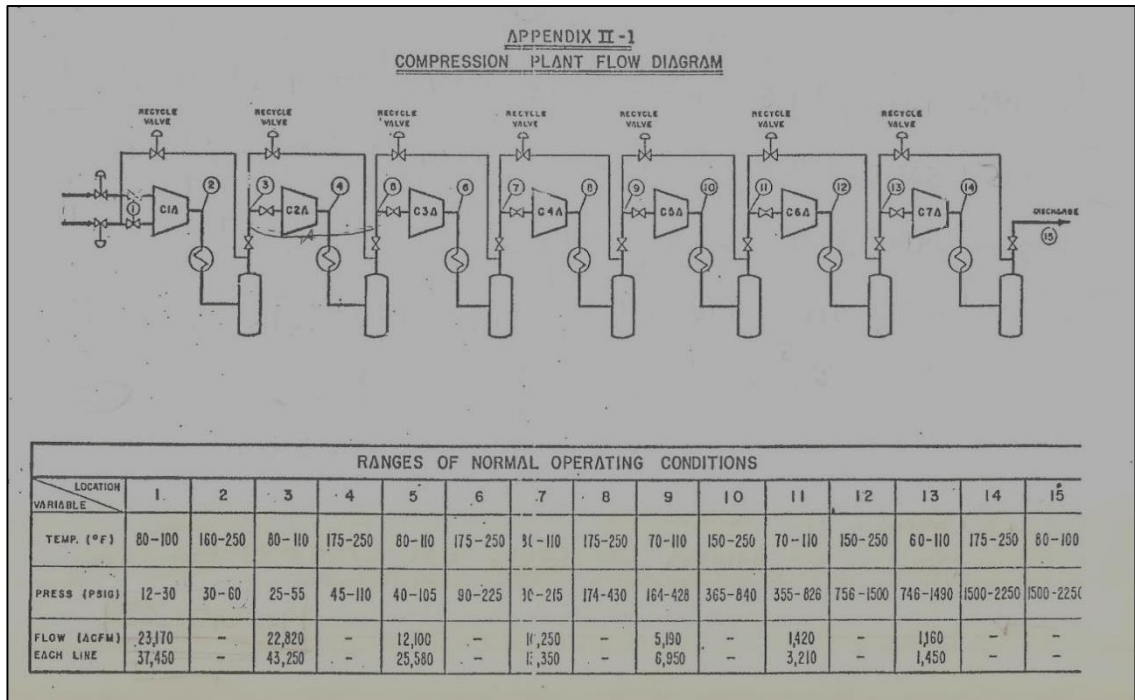 APPENDIX II-1
COMPRESSION PLANT FLOW DIAGRAM
RECYCLE VALVE RECYCLE VALVE RECYCLE VALVE RECYCLE VALVE RECYCLE VALVE RECYCLE VALVE RECYCLE VALVE
1 C1A 2 3 C2A 4 5 C3A 6 7 C4A 8 9 C5A 10 11 C6A 12 13 C7A 14 DISCHARGE
15
RANGES OF NORMAL OPERATING CONDITIONS
LOCATION
VARIABLE 1. 2 3 4 5 6 7 8 9 10 11 12 13 14 15
TEMP. (°F) 80-100 160-250 80-110 175-250 80-110 175-250 -110 175-250 70-110 150-250 70-110 150-250 60-110 175-250 80-100
PRESS (PSIG) 12-30 30-60 25-55 45-110 40-105 90-225 -215 174-430 164-428 365-840 355-826 756-1500 746-1490 1500-2250 1500-225
FLOW (ACFM) 23,170 - 22,820 - 12,100 - ,250 - 5,190 - 1,420 - 1,160 - -
EACH LINE 37,450 - 43,250 - 25,580 - ,350 - 6,950 - 3,210 - 1,450 - -